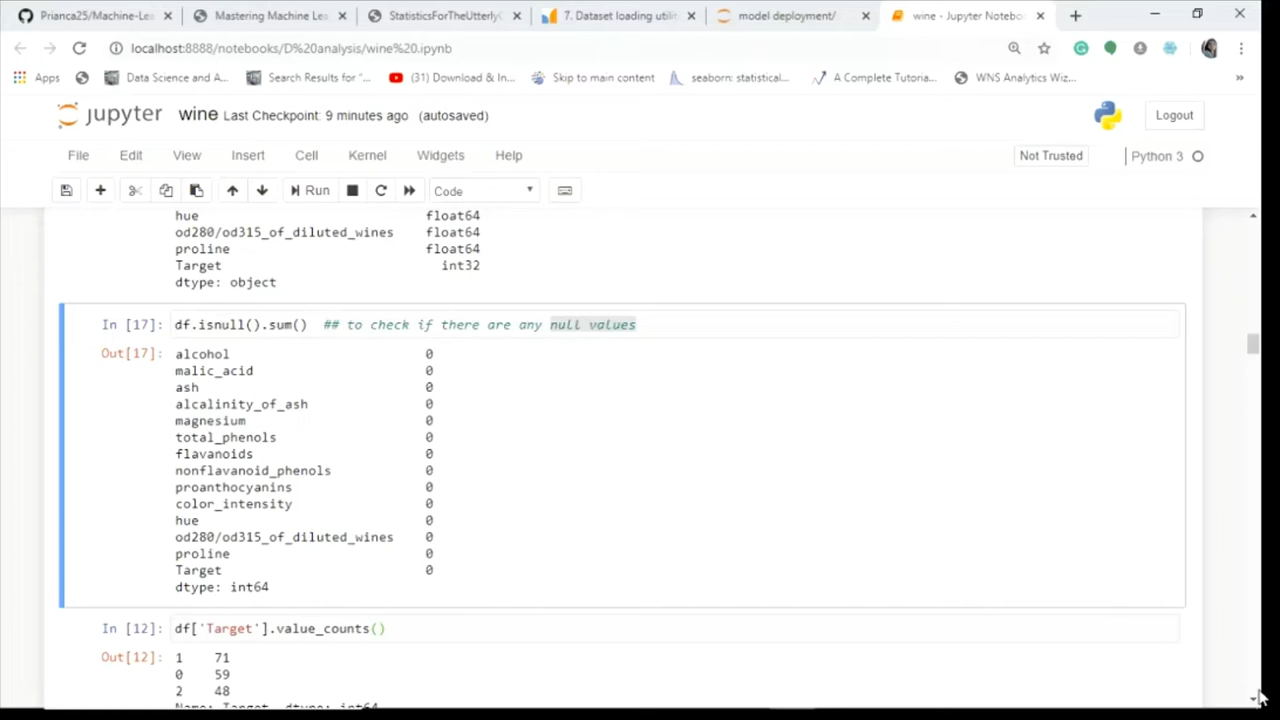 Prianca25/Machine-Lea
Mastering Machine Lea
StatisticsForTheUtterly
7. Dataset loading utili
model deployment/
wine - Jupyter Notebo
localhost:8888/notebooks/D%20analysis/wine%20.ipynb
Apps
Data Science and A...
Search Results for "...
(31) Download & In...
Skip to main content
seaborn: statistical...
A Complete Tutoria...
WNS Analytics Wiz...
»
jupyter wine Last Checkpoint: 9 minutes ago (autosaved)
Logout
File Edit View Insert Cell Kernel Widgets Help
Not Trusted
Python 3
Run
Code
hue float64
od280/od315_of_diluted_wines float64
proline float64
Target int32
dtype: object
In [17]: df.isnull().sum() ## to check if there are any null values
Out[17]: alcohol 0
malic_acid 0
ash 0
alcalinity_of_ash 0
magnesium 0
total_phenols 0
flavanoids 0
nonflavanoid_phenols 0
proanthocyanins 0
color_intensity 0
hue 0
od280/od315_of_diluted_wines 0
proline 0
Target 0
dtype: int64
In [12]: df['Target'].value_counts()
Out[12]: 1 71
0 59
2 48
Name: Target, dtype: int64